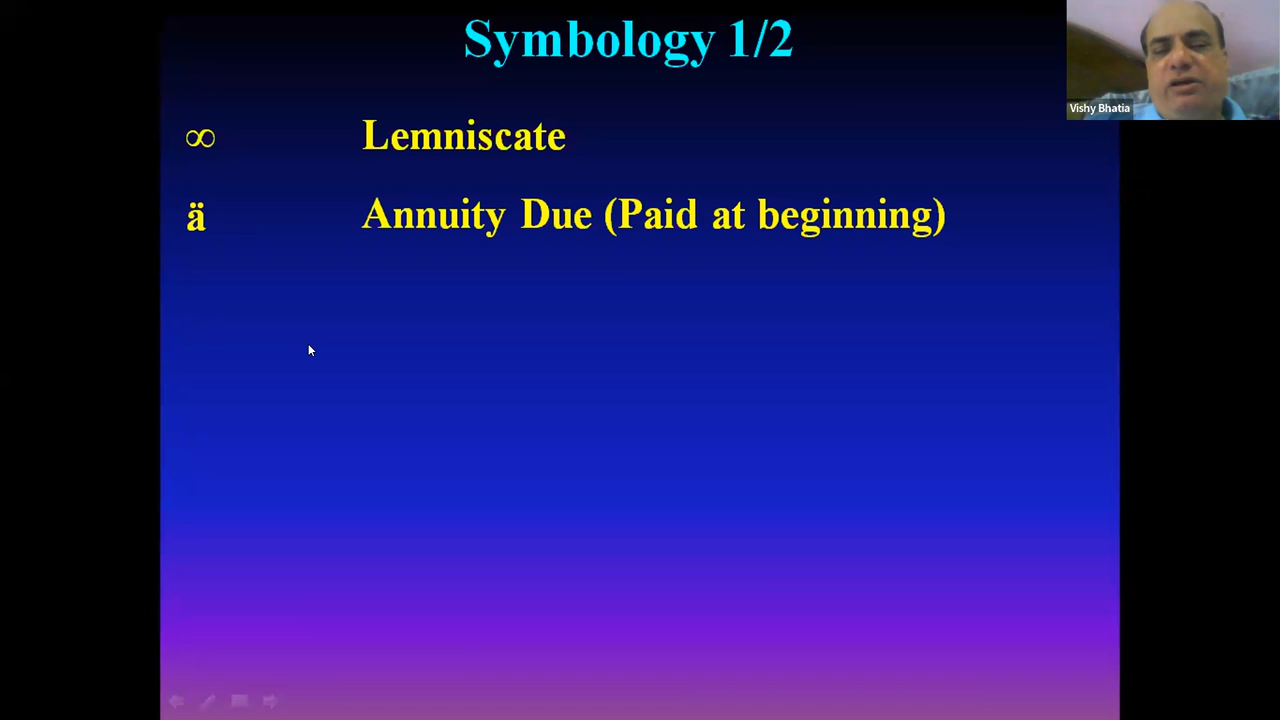 Symbology 1/2
Vishy Bhatia
∞ Lemniscate
ä Annuity Due (Paid at beginning)